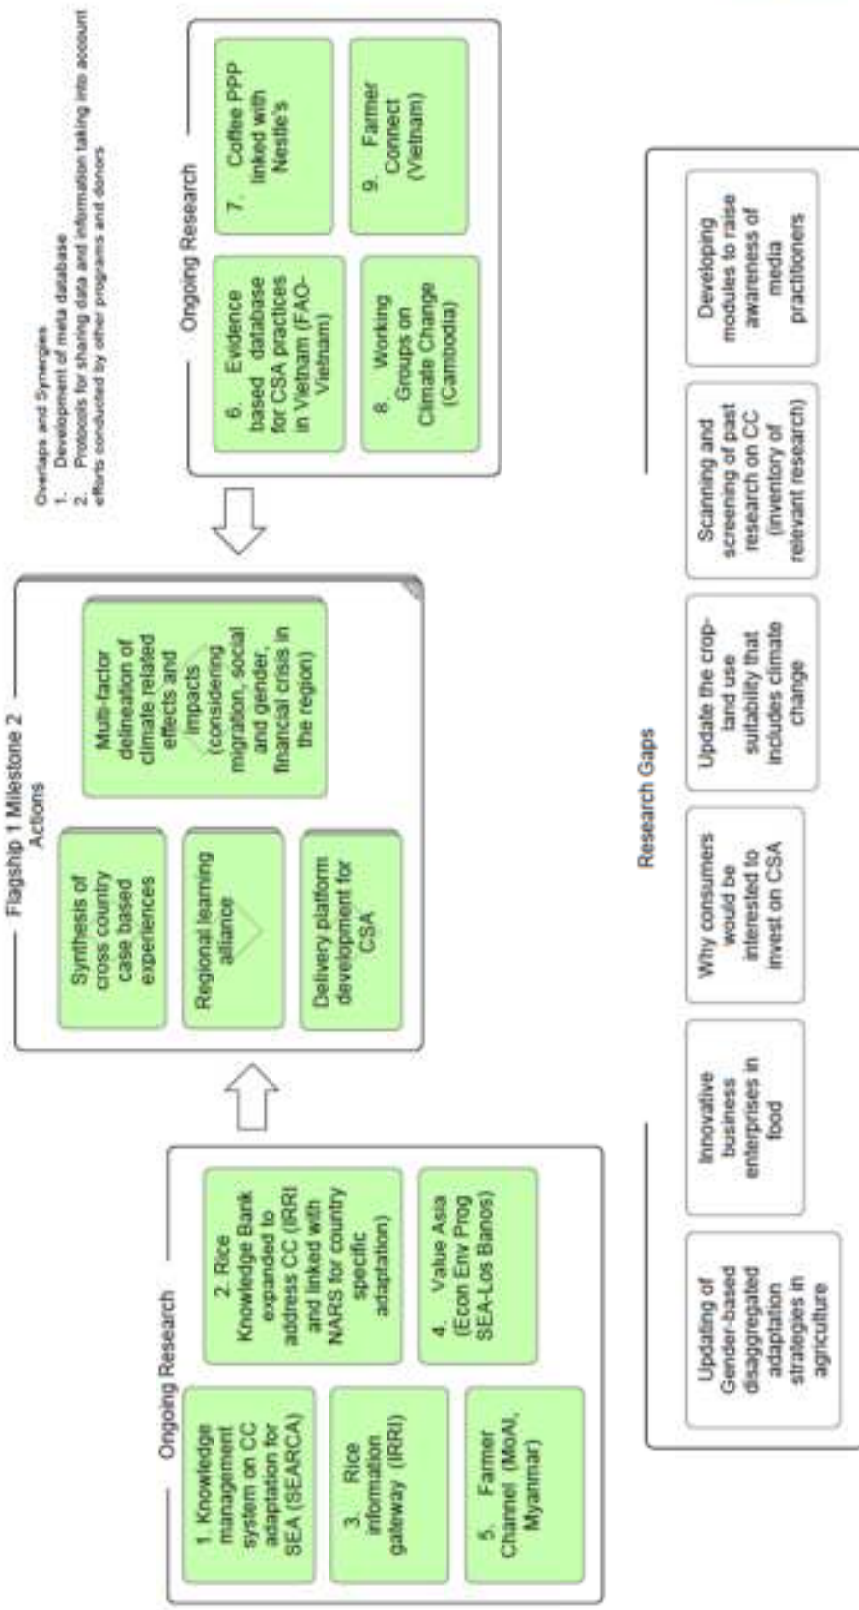 Flagship 1 Milestone 2
Actions
Synthesis of
cross country
case based
experiences
Regional learning
alliance
Delivery platform
development for
CSA
Multi-factor
delineation of
climate related
effects and
impacts
(considering
migration, social
and gender,
financial crisis in
the region)
Overlaps and Synergies
1. Development of meta database
2. Protocols for sharing data and information taking into account
efforts conducted by other programs and donors
Ongoing Research
1. Knowledge
management
system on CC
adaptation for
SEA (SEARCA)
2. Rice
Knowledge Bank
expanded to
address CC (IRRI
and linked with
NARS for country
specific
adaptation)
3. Rice
information
gateway (IRRI)
4. Value Asia
(Econ Env Prog
SEA-Los Banos)
5. Farmer
Channel (MoAI,
Myanmar)
Ongoing Research
6. Evidence
based database
for CSA practices
in Vietnam (FAO-
Vietnam)
7. Coffee PPP
linked with
Nestle's
8. Working
Groups on
Climate Change
(Cambodia)
9. Farmer
Connect
(Vietnam)
Research Gaps
Updating of
Gender-based
disaggregated
adaptation
strategies in
agriculture
Innovative
business
enterprises in
food
Why consumers
would be
interested to
invest on CSA
Update the crop-
land use
suitability that
includes climate
change
Scanning and
screening of past
research on CC
(inventory of
relevant research)
Developing
modules to raise
awareness of
media
practitioners